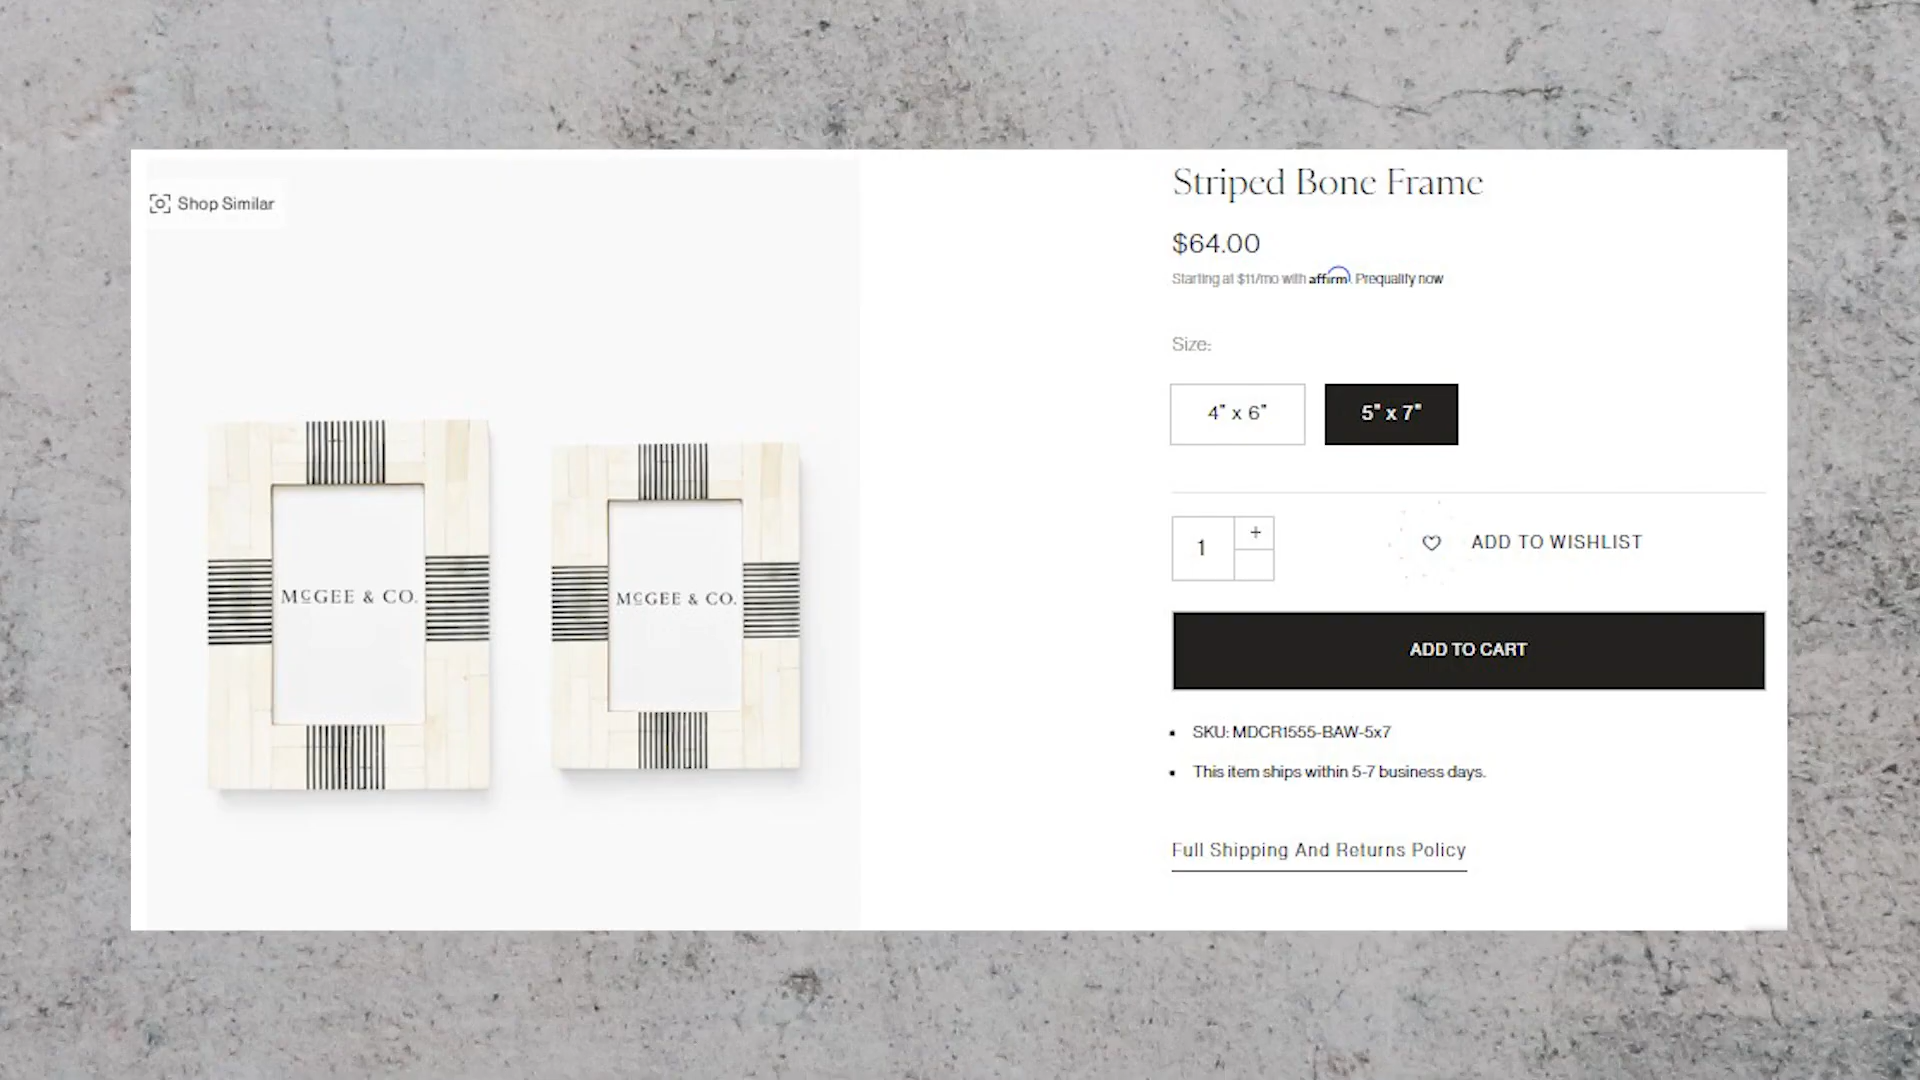 Shop Similar
McGEE & CO.
McGEE & CO.
Striped Bone Frame
$64.00
Starting at $11/mo with affirm. Prequalify now
Size:
4" x 6"
5" x 7"
1
+
ADD TO WISHLIST
ADD TO CART
SKU: MDCR1555-BAW-5x7
This item ships within 5-7 business days.
Full Shipping And Returns Policy